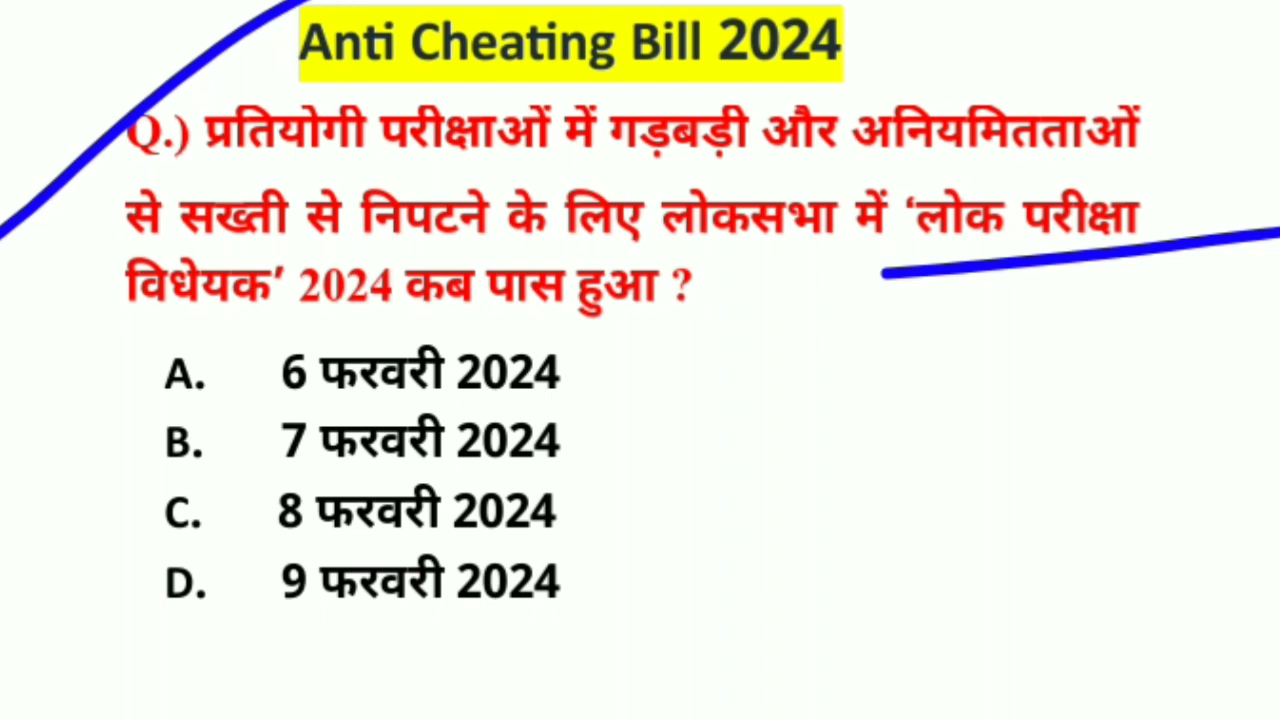 Anti Cheating Bill 2024
Q.) प्रतियोगी परीक्षाओं में गड़बड़ी और अनियमितताओं
से सख्ती से निपटने के लिए लोकसभा में ‘लोक परीक्षा
विधेयक’ 2024 कब पास हुआ ?
A. 6 फरवरी 2024
B. 7 फरवरी 2024
C. 8 फरवरी 2024
D. 9 फरवरी 2024